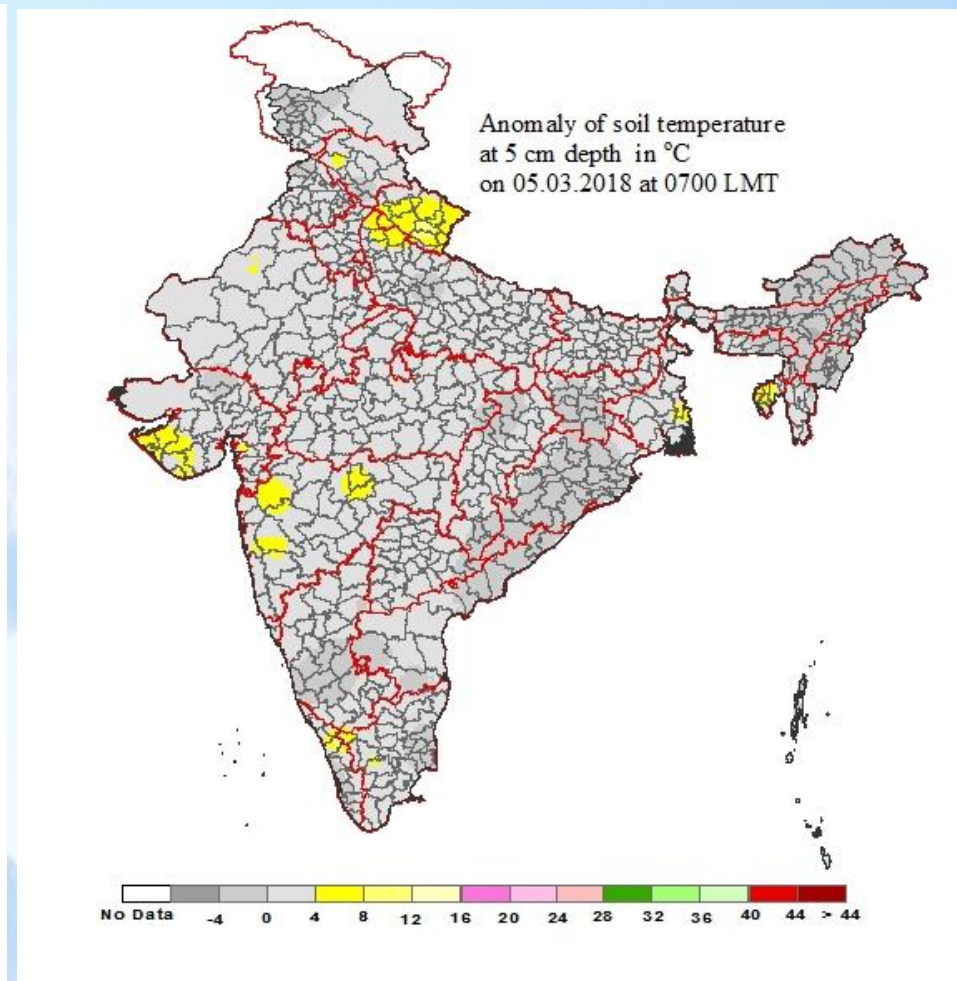 Anomaly of soil temperature
at 5 cm depth in °C
on 05.03.2018 at 0700 LMT
No Data -4 0 4 8 12 16 20 24 28 32 36 40 44 > 44